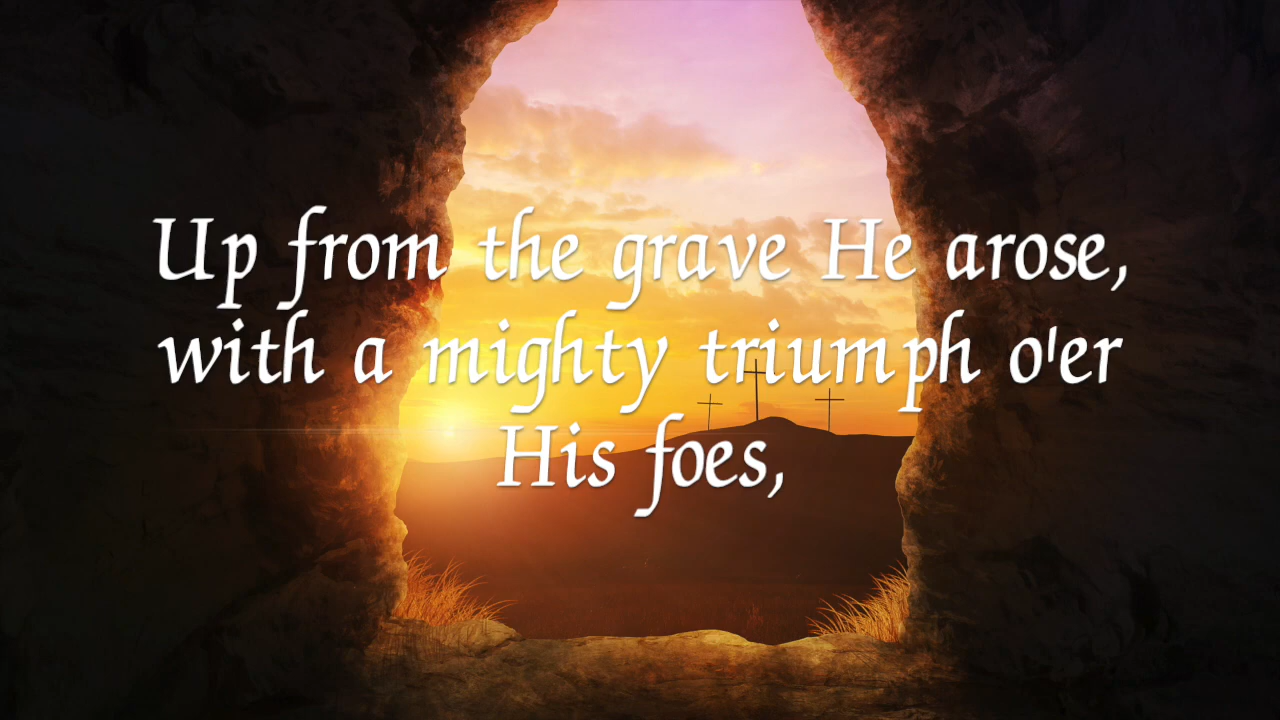 Up from the grave He arose,
with a mighty triumph o'er
His foes,